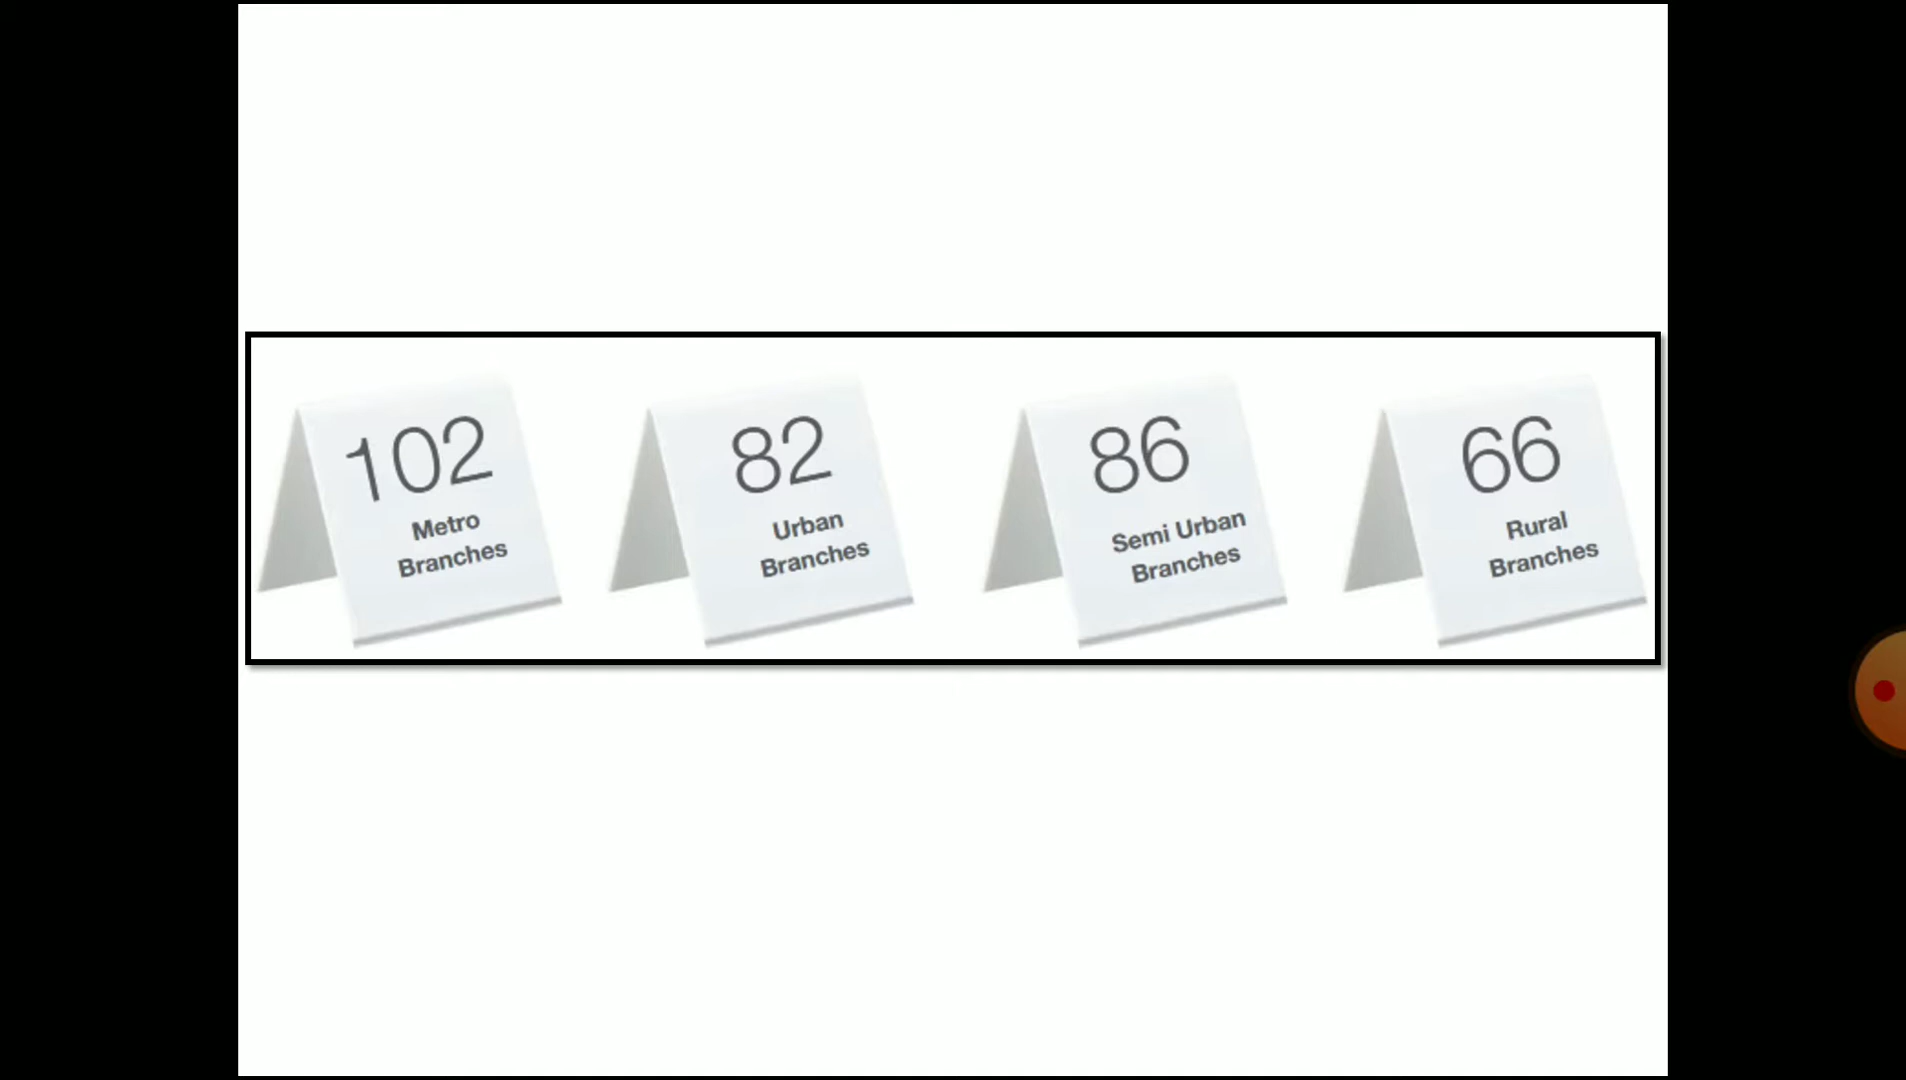 102
Metro
Branches
82
Urban
Branches
86
Semi Urban
Branches
66
Rural
Branches